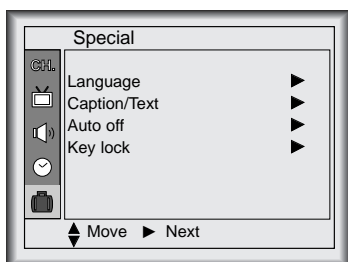 Special
CH.
Language ▶
Caption/Text ▶
Auto off ▶
Key lock ▶
Move ▶ Next